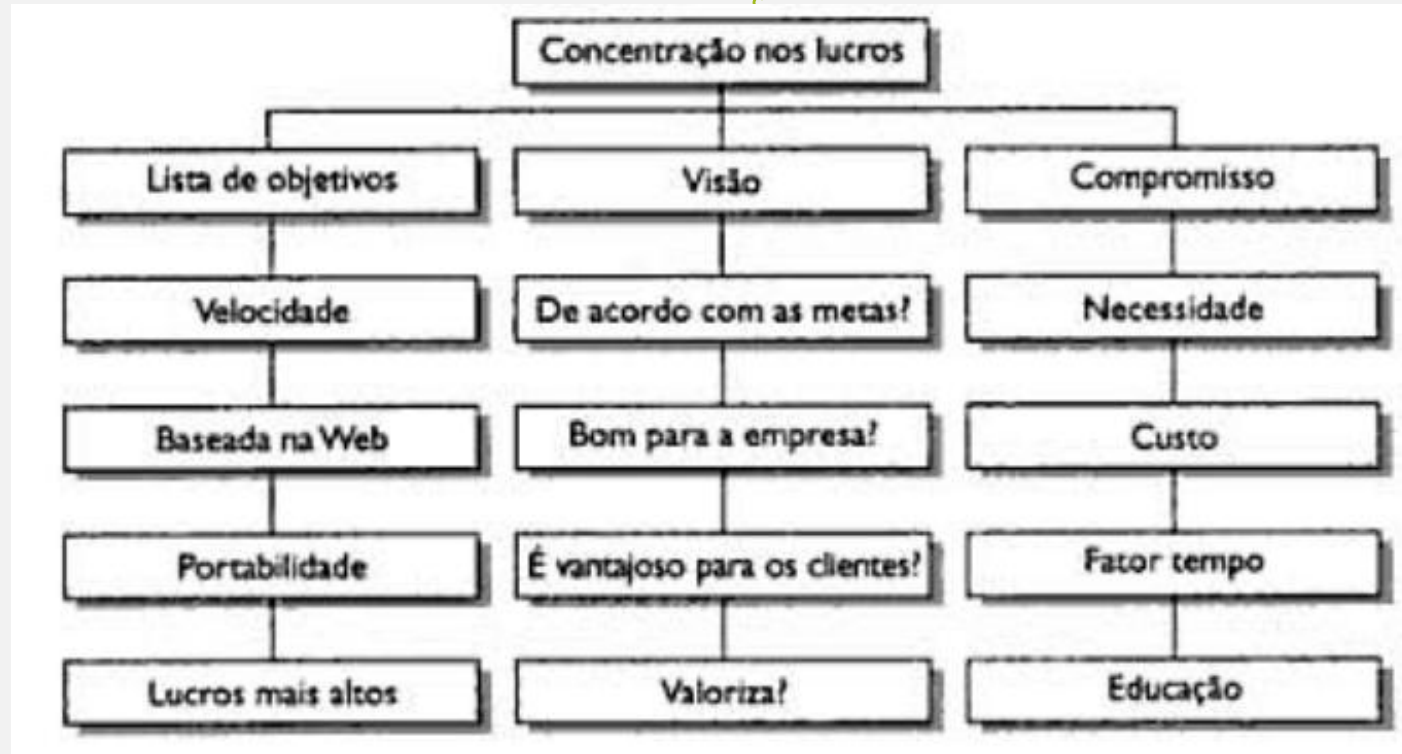 Concentração nos lucros
Lista de objetivos
Visão
Compromisso
Velocidade
De acordo com as metas?
Necessidade
Baseada na Web
Bom para a empresa?
Custo
Portabilidade
É vantajoso para os clientes?
Fator tempo
Lucros mais altos
Valoriza?
Educação